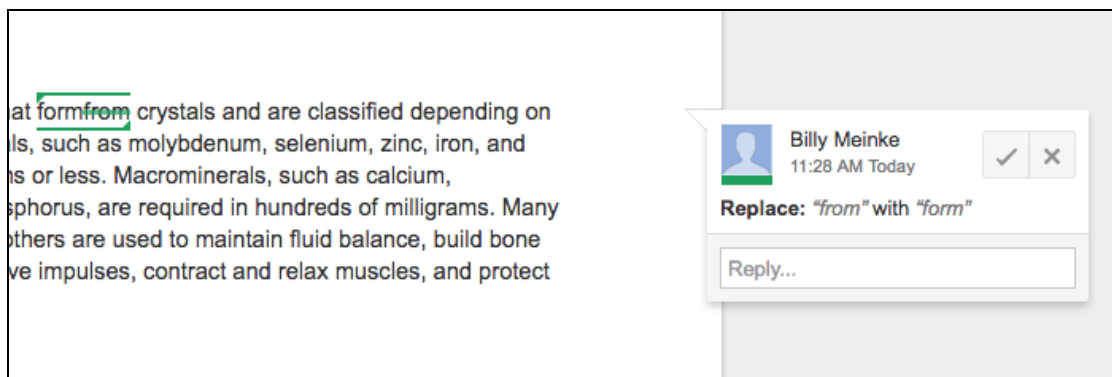 at formfrom crystals and are classified depending on
ls, such as molybdenum, selenium, zinc, iron, and
s or less. Macrominerals, such as calcium,
sphorus, are required in hundreds of milligrams. Many
others are used to maintain fluid balance, build bone
ve impulses, contract and relax muscles, and protect
Billy Meinke
11:28 AM Today
Replace: "from" with "form"
Reply...